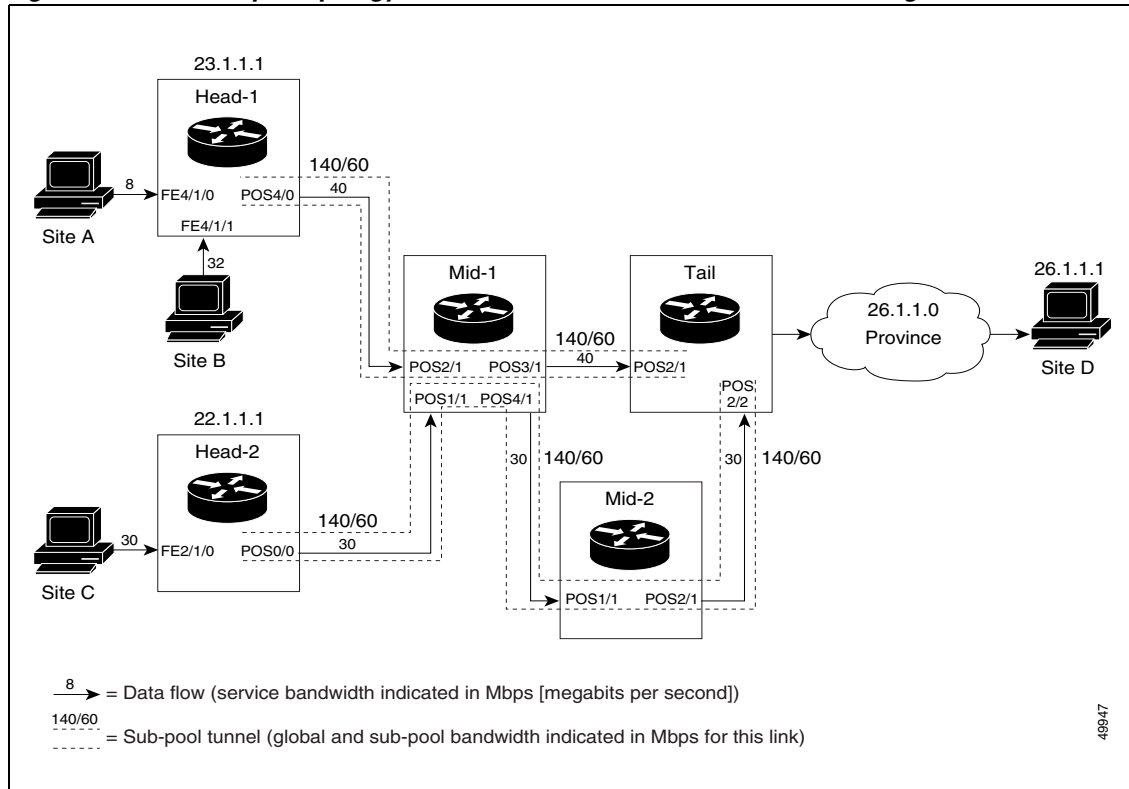 23.1.1.1
Head-1
140/60
8
FE4/1/0
POS4/0
40
Site A
FE4/1/1
32
Site B
Mid-1
Tail
26.1.1.1
26.1.1.0
Province
Site D
140/60
POS2/1
POS3/1
40
POS2/1
POS1/1
POS4/1
POS
2/2
22.1.1.1
Head-2
30
140/60
30
140/60
Mid-2
140/60
30
FE2/1/0
POS0/0
30
Site C
POS1/1
POS2/1
8
= Data flow (service bandwidth indicated in Mbps [megabits per second])
140/60
= Sub-pool tunnel (global and sub-pool bandwidth indicated in Mbps for this link)
49947